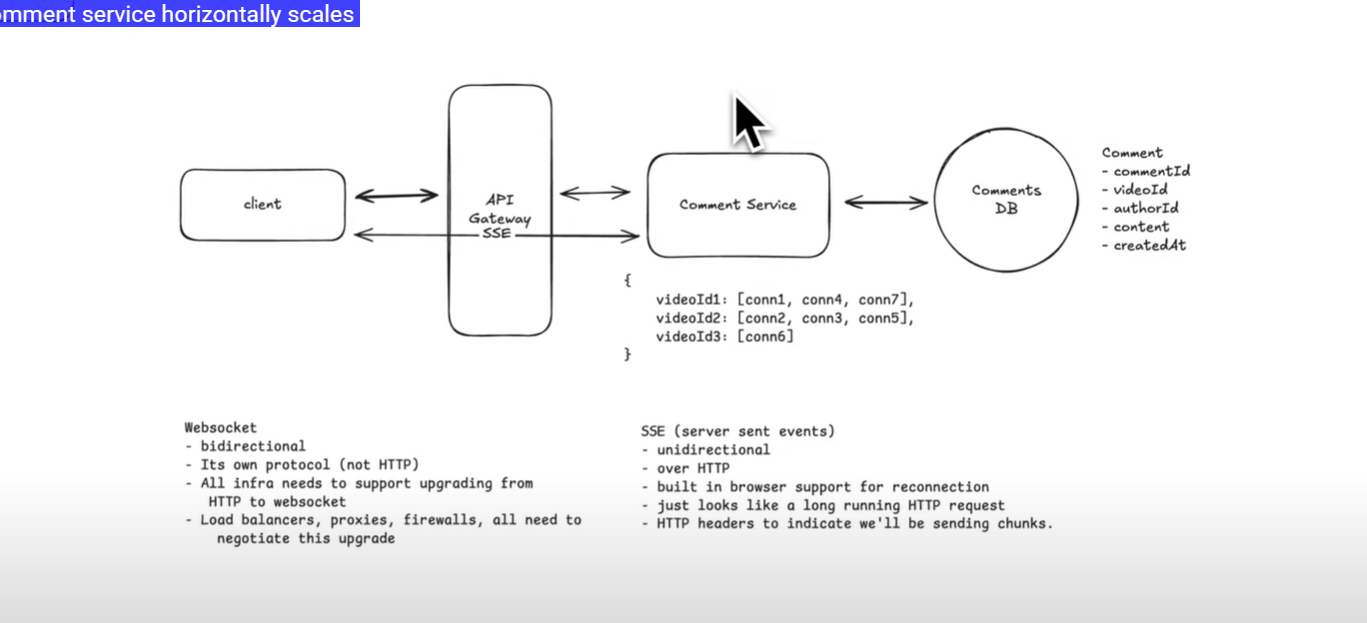 omment service horizontally scales
client
API
Gateway
SSE
Comment Service
Comments
DB
Comment
- commentId
- videoId
- authorId
- content
- createdAt
{
videoId1: [conn1, conn4, conn7],
videoId2: [conn2, conn3, conn5],
videoId3: [conn6]
}
Websocket
- bidirectional
- Its own protocol (not HTTP)
- All infra needs to support upgrading from
HTTP to websocket
- Load balancers, proxies, firewalls, all need to
negotiate this upgrade
SSE (server sent events)
- unidirectional
- over HTTP
- built in browser support for reconnection
- just looks like a long running HTTP request
- HTTP headers to indicate we'll be sending chunks.